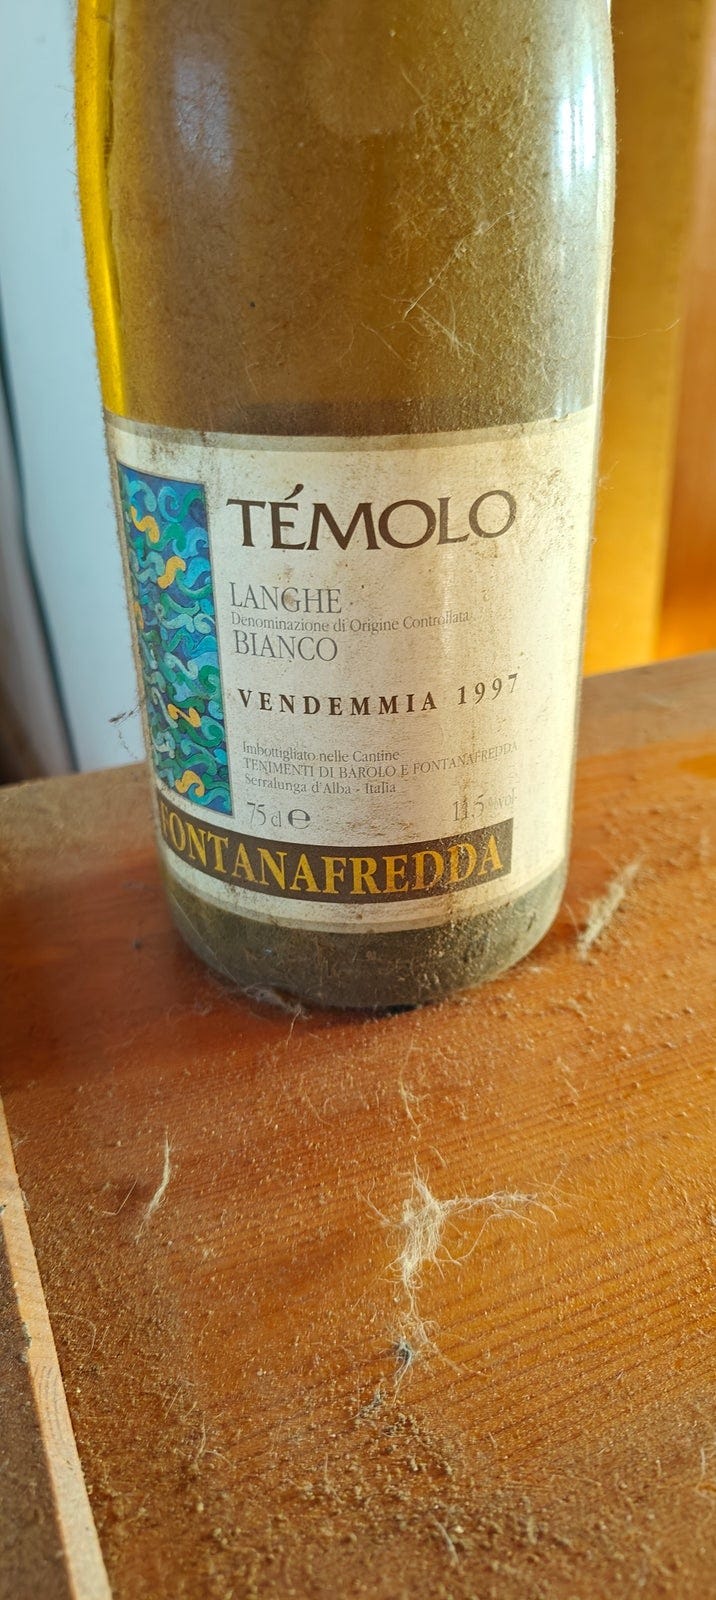 TÉMOLO
LANGHE
Denominazione di Origine Controllata
BIANCO
VENDEMMIA 1997
Imbottigliato nelle Cantine
TENIMENTI DI BAROLO E FONTANAFREDDA
Serralunga d'Alba - Italia
75 cl e 11.5 % vol
FONTANAFREDDA